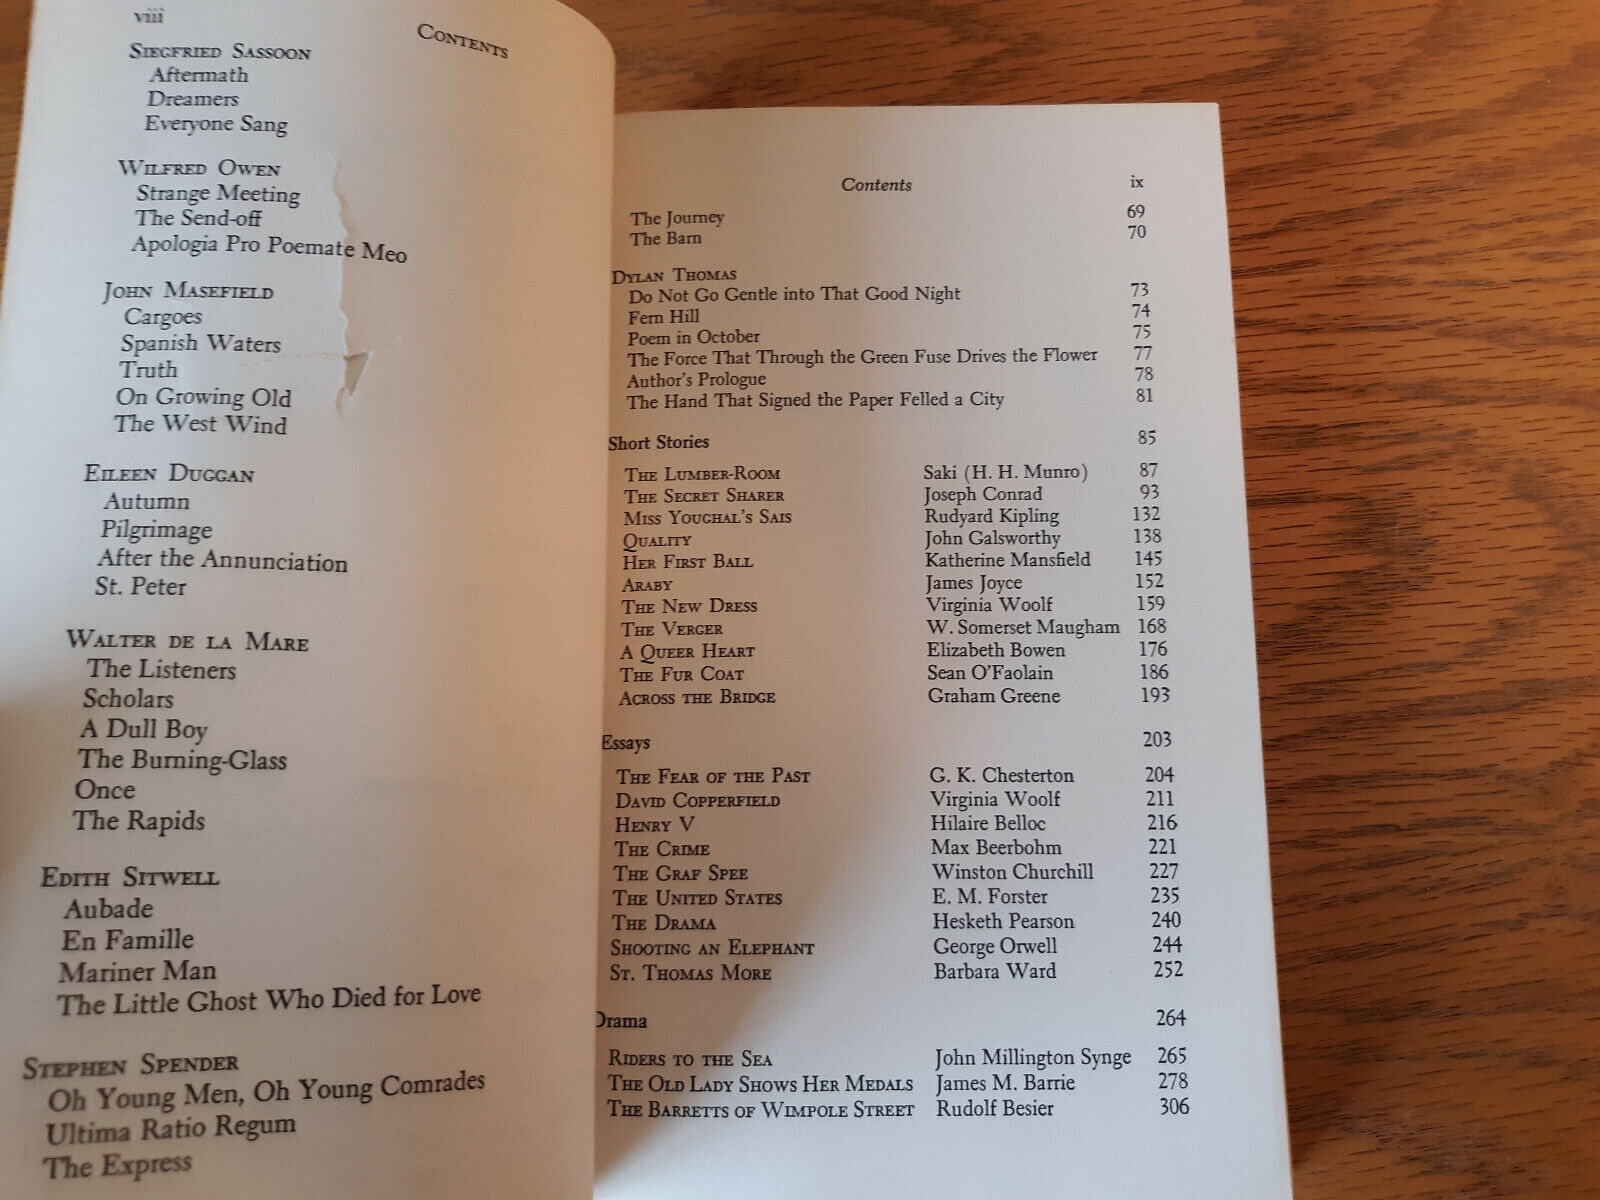 viii
Contents
Siegfried Sassoon
Aftermath
Dreamers
Everyone Sang
Wilfred Owen
Strange Meeting
The Send-off
Apologia Pro Poemate Meo
John Masefield
Cargoes
Spanish Waters
Truth
On Growing Old
The West Wind
Eileen Duggan
Autumn
Pilgrimage
After the Annunciation
St. Peter
Walter de la Mare
The Listeners
Scholars
A Dull Boy
The Burning-Glass
Once
The Rapids
Edith Sitwell
Aubade
En Famille
Mariner Man
The Little Ghost Who Died for Love
Stephen Spender
Oh Young Men, Oh Young Comrades
Ultima Ratio Regum
The Express
Contents ix
The Journey 69
The Barn 70
Dylan Thomas
Do Not Go Gentle into That Good Night 73
Fern Hill 74
Poem in October 75
The Force That Through the Green Fuse Drives the Flower 77
Author's Prologue 78
The Hand That Signed the Paper Felled a City 81
Short Stories 85
The Lumber-Room Saki (H. H. Munro) 87
The Secret Sharer Joseph Conrad 93
Miss Youghal's Sais Rudyard Kipling 132
Quality John Galsworthy 138
Her First Ball Katherine Mansfield 145
Araby James Joyce 152
The New Dress Virginia Woolf 159
The Verger W. Somerset Maugham 168
A Queer Heart Elizabeth Bowen 176
The Fur Coat Sean O'Faolain 186
Across the Bridge Graham Greene 193
Essays 203
The Fear of the Past G. K. Chesterton 204
David Copperfield Virginia Woolf 211
Henry V Hilaire Belloc 216
The Crime Max Beerbohm 221
The Graf Spee Winston Churchill 227
The United States E. M. Forster 235
The Drama Hesketh Pearson 240
Shooting an Elephant George Orwell 244
St. Thomas More Barbara Ward 252
Drama 264
Riders to the Sea John Millington Synge 265
The Old Lady Shows Her Medals James M. Barrie 278
The Barretts of Wimpole Street Rudolf Besier 306